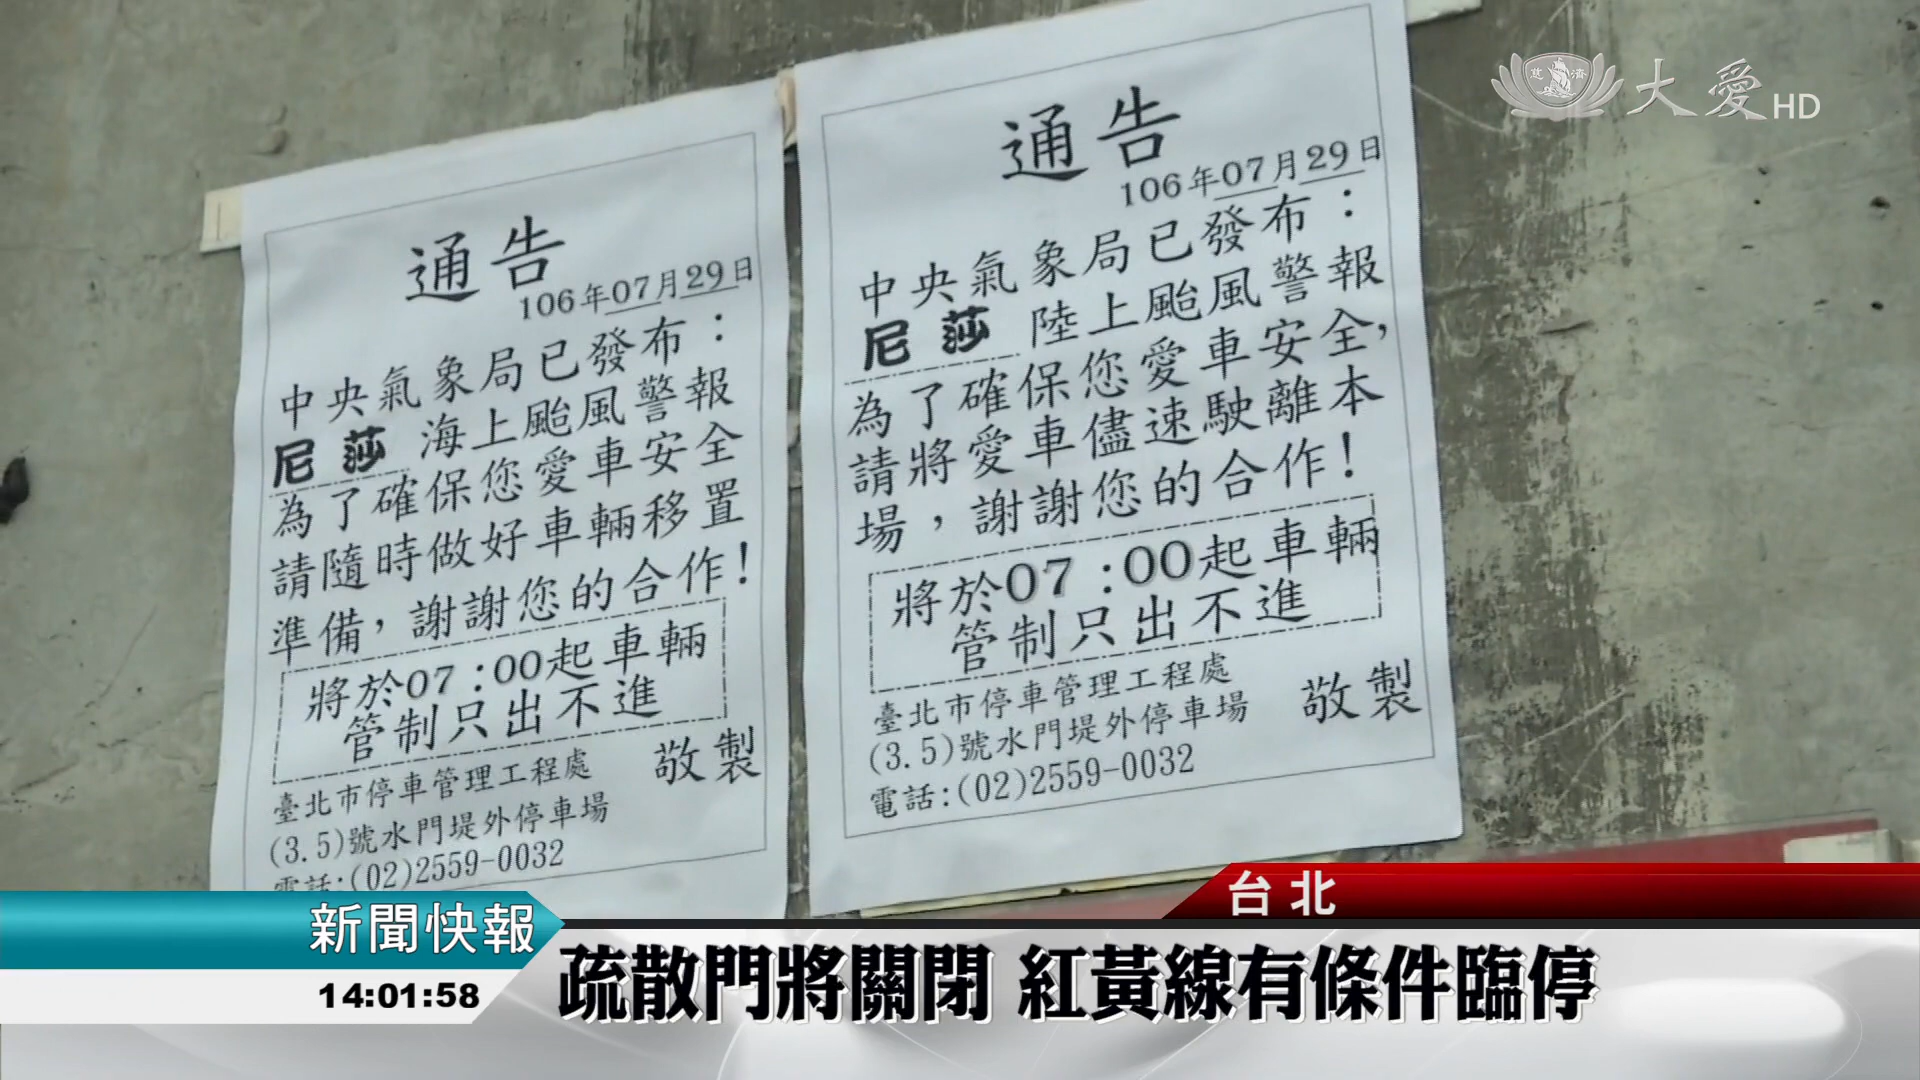 慈濟
大愛HD
通告
106年07月29日
中央氣象局已發布：
尼莎 海上颱風警報
為了確保您愛車安全
請隨時做好車輛移置
準備，謝謝您的合作！
將於07：00起車輛
管制只出不進
臺北市停車管理工程處
(3.5)號水門堤外停車場
敬製
電話:(02)2559-0032
通告
106年07月29日
中央氣象局已發布：
尼莎 陸上颱風警報
為了確保您愛車安全，
請將愛車儘速駛離本
場，謝謝您的合作！
將於07：00起車輛
管制只出不進
臺北市停車管理工程處
(3.5)號水門堤外停車場
敬製
電話:(02)2559-0032
台北
新聞快報
14:01:58
疏散門將關閉 紅黃線有條件臨停